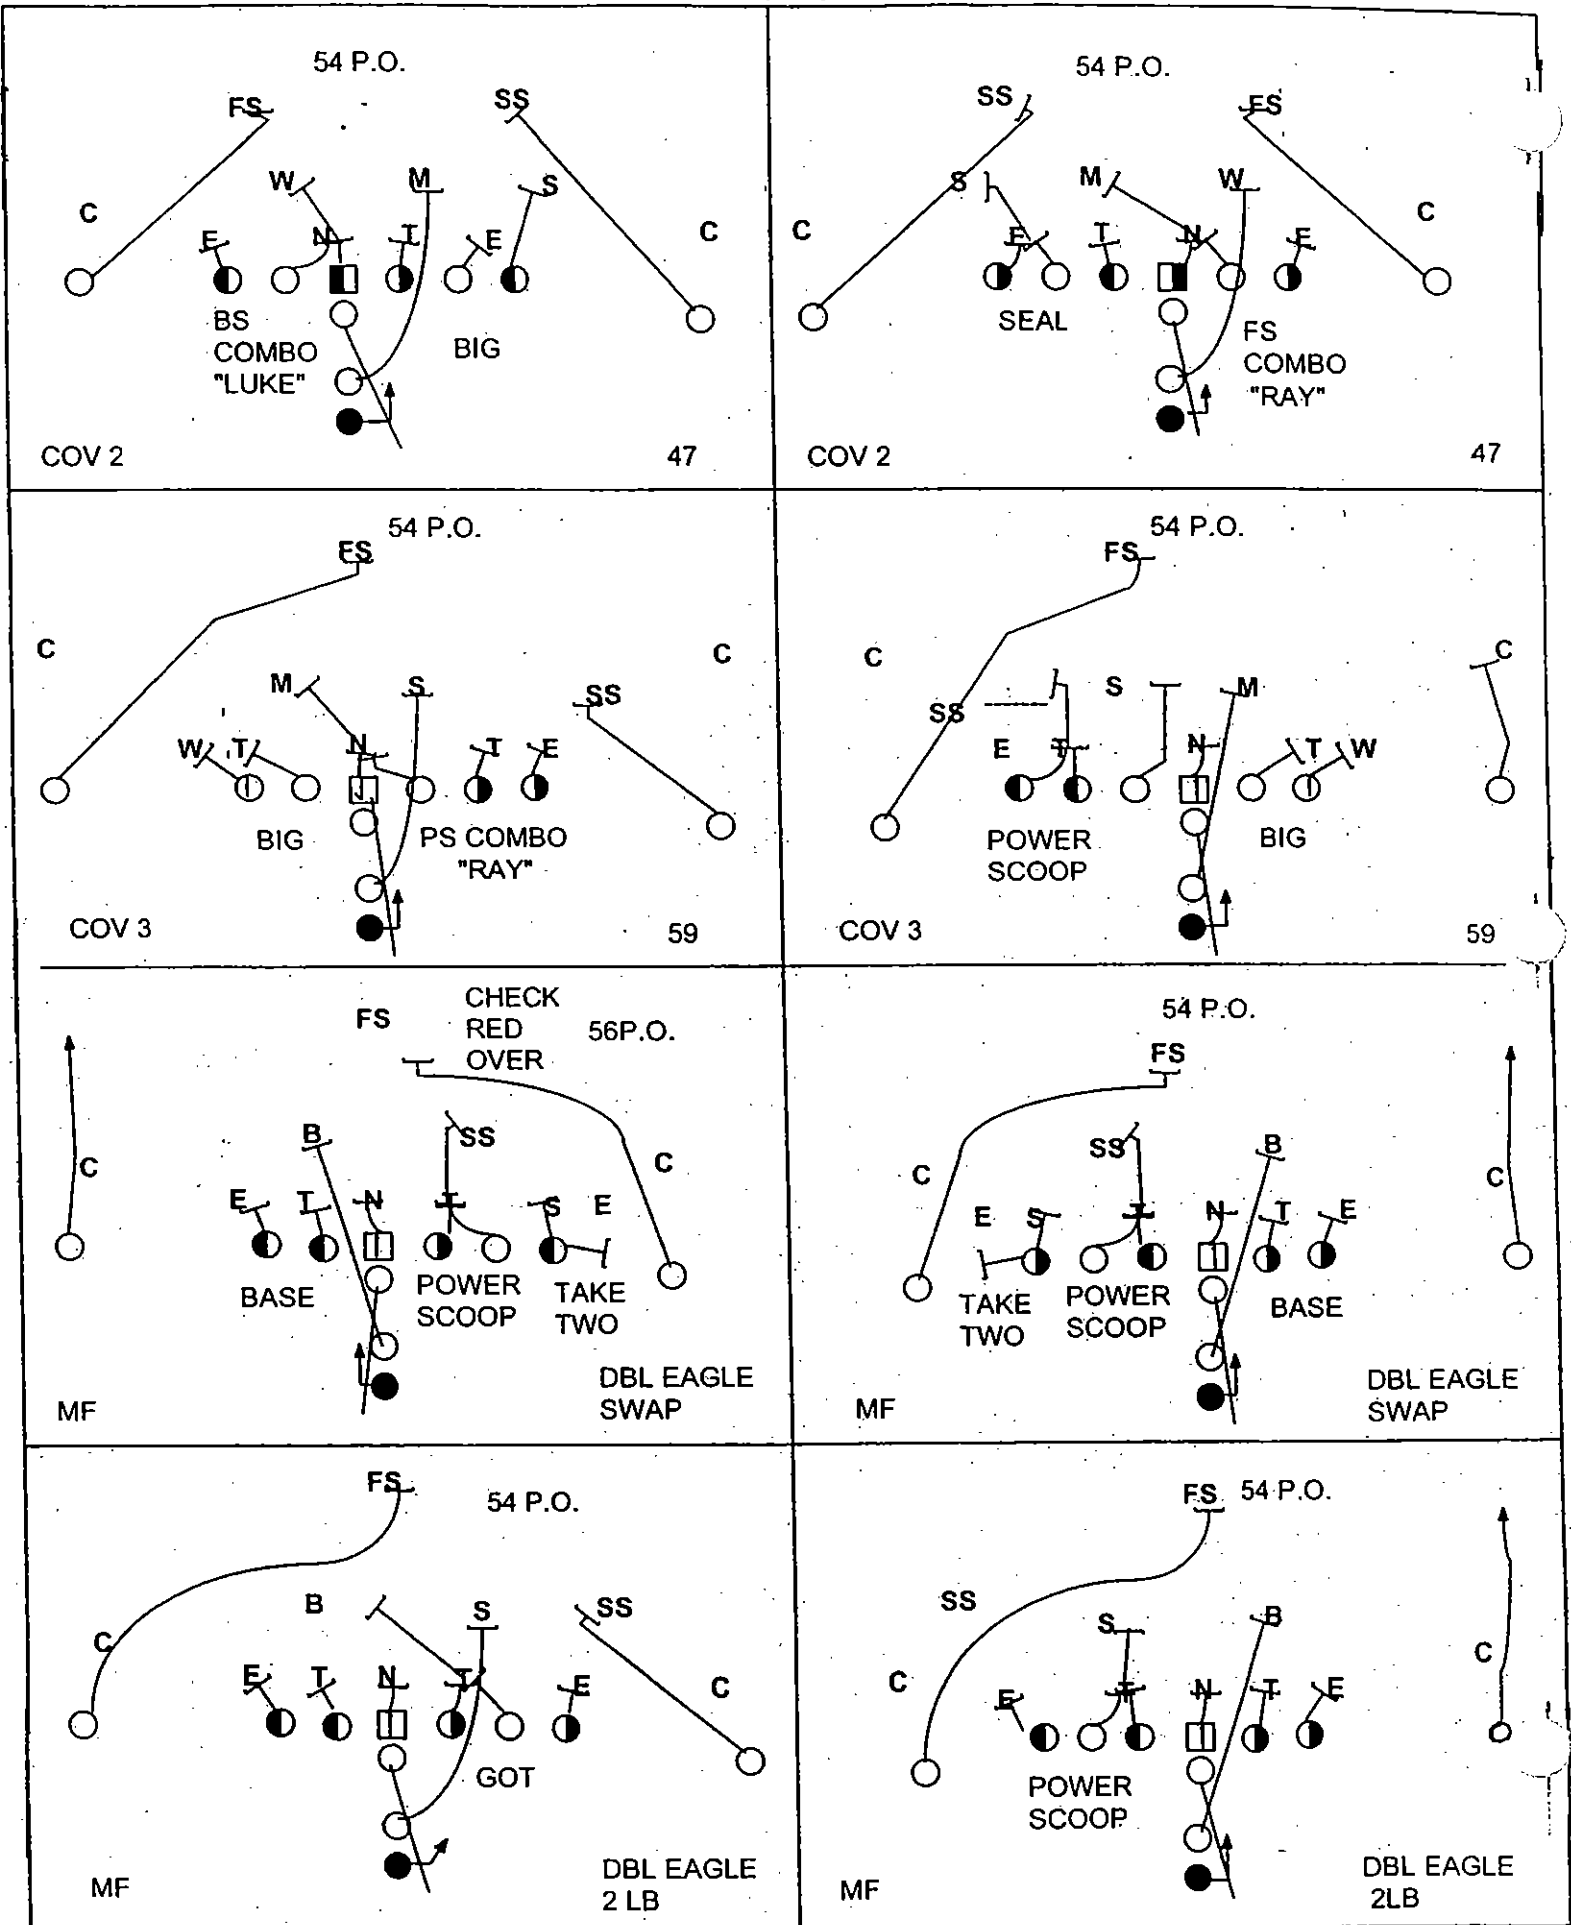 54 P.O.
FS SS
W M S
C C
E N T E
BS
COMBO
"LUKE"
BIG
COV 2 47
54 P.O.
SS FS
S M W
C C
E T N E
SEAL
FS
COMBO
"RAY"
COV 2 47
54 P.O.
FS
C C
M S SS
W T N T E
BIG
PS COMBO
"RAY"
COV 3 59
54 P.O.
FS
C C
SS S M
E T N T W
POWER
SCOOP
BIG
COV 3 59
CHECK
RED
OVER
FS 56P.O.
B SS
C C
E T N T S E
BASE
POWER
SCOOP
TAKE
TWO
DBL EAGLE
SWAP
MF
54 P.O.
FS
SS B
C C
E S T N T E
TAKE
TWO
POWER
SCOOP
BASE
DBL EAGLE
SWAP
MF
FS
54 P.O.
B S SS
C C
E T N T E
GOT
DBL EAGLE
2 LB
MF
FS 54 P.O.
SS S B
C C
E T N T E
POWER
SCOOP
DBL EAGLE
2LB
MF